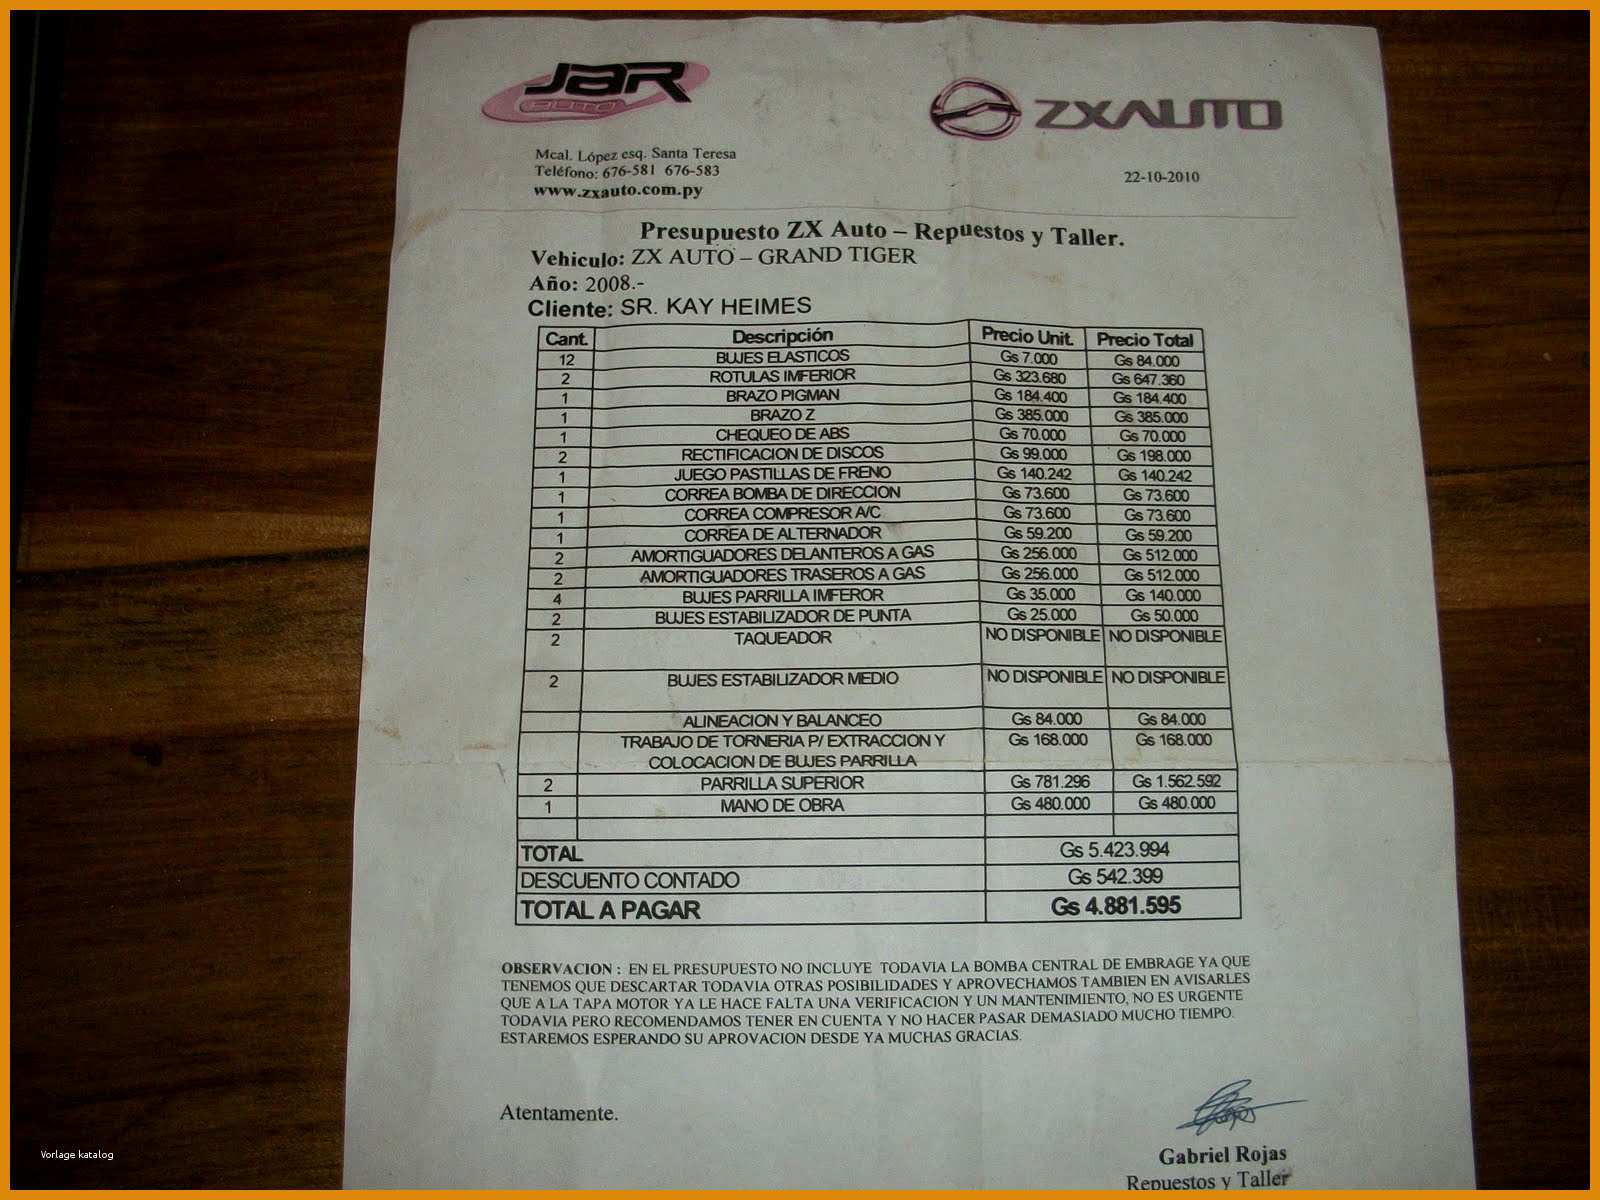 JAR
AUTO
ZXAUTO
Mcal. López esq. Santa Teresa
Teléfono: 676-581 676-583
www.zxauto.com.py
22-10-2010
Presupuesto ZX Auto – Repuestos y Taller.
Vehiculo: ZX AUTO – GRAND TIGER
Año: 2008.-
Cliente: SR. KAY HEIMES
Cant. Descripción Precio Unit. Precio Total
12 BUJES ELASTICOS Gs 7.000 Gs 84.000
2 ROTULAS IMFERIOR Gs 323.680 Gs 647.360
1 BRAZO PIGMAN Gs 184.400 Gs 184.400
1 BRAZO Z Gs 385.000 Gs 385.000
1 CHEQUEO DE ABS Gs 70.000 Gs 70.000
2 RECTIFICACION DE DISCOS Gs 99.000 Gs 198.000
1 JUEGO PASTILLAS DE FRENO Gs 140.242 Gs 140.242
1 CORREA BOMBA DE DIRECCION Gs 73.600 Gs 73.600
1 CORREA COMPRESOR A/C Gs 73.600 Gs 73.600
1 CORREA DE ALTERNADOR Gs 59.200 Gs 59.200
2 AMORTIGUADORES DELANTEROS A GAS Gs 256.000 Gs 512.000
2 AMORTIGUADORES TRASEROS A GAS Gs 256.000 Gs 512.000
4 BUJES PARRILLA IMFEROR Gs 35.000 Gs 140.000
2 BUJES ESTABILIZADOR DE PUNTA Gs 25.000 Gs 50.000
2 TAQUEADOR NO DISPONIBLE NO DISPONIBLE
2 BUJES ESTABILIZADOR MEDIO NO DISPONIBLE NO DISPONIBLE
ALINEACION Y BALANCEO Gs 84.000 Gs 84.000
TRABAJO DE TORNERIA P/ EXTRACCION Y Gs 168.000 Gs 168.000
COLOCACION DE BUJES PARRILLA
2 PARRILLA SUPERIOR Gs 781.296 Gs 1.562.592
1 MANO DE OBRA Gs 480.000 Gs 480.000
TOTAL Gs 5.423.994
DESCUENTO CONTADO Gs 542.399
TOTAL A PAGAR Gs 4.881.595
OBSERVACION : EN EL PRESUPUESTO NO INCLUYE TODAVIA LA BOMBA CENTRAL DE EMBRAGE YA QUE
TENEMOS QUE DESCARTAR TODAVIA OTRAS POSIBILIDADES Y APROVECHAMOS TAMBIEN EN AVISARLES
QUE A LA TAPA MOTOR YA LE HACE FALTA UNA VERIFICACION Y UN MANTENIMIENTO, NO ES URGENTE
TODAVIA PERO RECOMENDAMOS TENER EN CUENTA Y NO HACER PASAR DEMASIADO MUCHO TIEMPO.
ESTAREMOS ESPERANDO SU APROVACION DESDE YA MUCHAS GRACIAS.
Atentamente.
Gabriel Rojas
Repuestos y Taller
Vorlage katalog